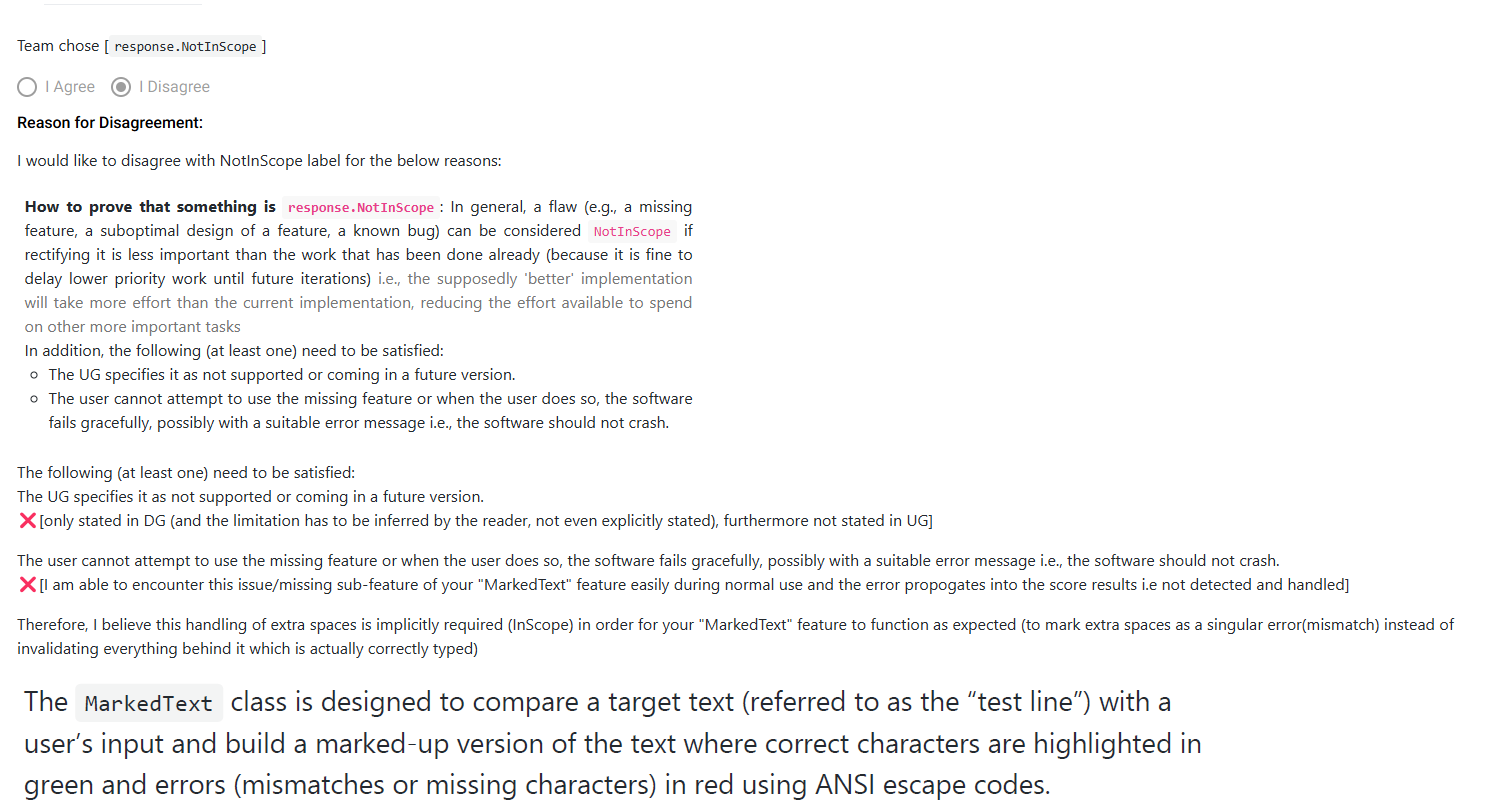 Team chose [ response.NotInScope ]
I Agree I Disagree
Reason for Disagreement:
I would like to disagree with NotInScope label for the below reasons:
How to prove that something is response.NotInScope : In general, a flaw (e.g., a missing
feature, a suboptimal design of a feature, a known bug) can be considered NotInScope if
rectifying it is less important than the work that has been done already (because it is fine to
delay lower priority work until future iterations) i.e., the supposedly 'better' implementation
will take more effort than the current implementation, reducing the effort available to spend
on other more important tasks
In addition, the following (at least one) need to be satisfied:
○ The UG specifies it as not supported or coming in a future version.
○ The user cannot attempt to use the missing feature or when the user does so, the software
fails gracefully, possibly with a suitable error message i.e., the software should not crash.
The following (at least one) need to be satisfied:
The UG specifies it as not supported or coming in a future version.
❌[only stated in DG (and the limitation has to be inferred by the reader, not even explicitly stated), furthermore not stated in UG]
The user cannot attempt to use the missing feature or when the user does so, the software fails gracefully, possibly with a suitable error message i.e., the software should not crash.
❌[I am able to encounter this issue/missing sub-feature of your "MarkedText" feature easily during normal use and the error propogates into the score results i.e not detected and handled]
Therefore, I believe this handling of extra spaces is implicitly required (InScope) in order for your "MarkedText" feature to function as expected (to mark extra spaces as a singular error(mismatch) instead of
invalidating everything behind it which is actually correctly typed)
The MarkedText class is designed to compare a target text (referred to as the “test line”) with a
user’s input and build a marked-up version of the text where correct characters are highlighted in
green and errors (mismatches or missing characters) in red using ANSI escape codes.